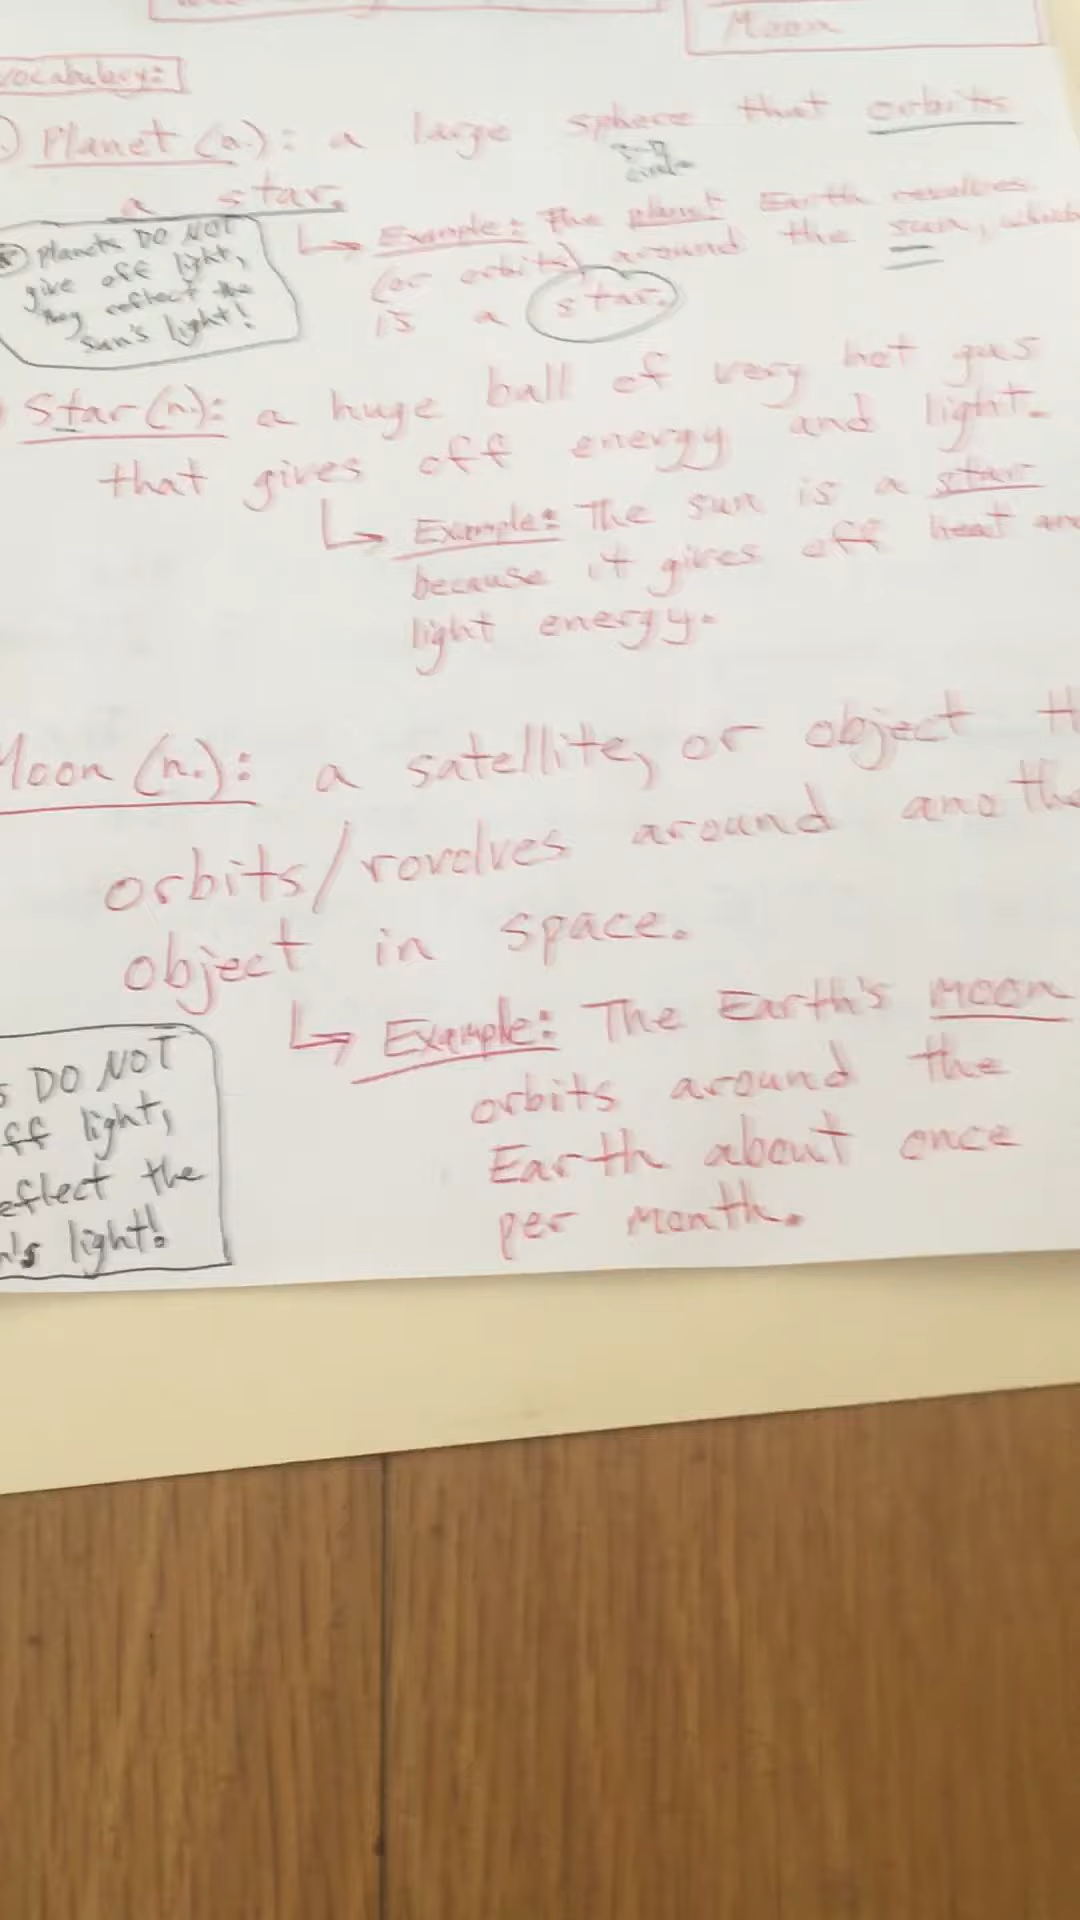 Moon
Vocabulary:
Planet (n.): a large sphere that orbits
a star.
Example: The planet Earth revolves
(or orbits) around the sun, which
is a star.
Planets DO NOT
give off light,
they reflect the
sun's light!
Star (n.): a huge ball of very hot gas
that gives off energy and light.
Example: The sun is a star
because it gives off heat an
light energy.
Moon (n.): a satellite, or object th
orbits/rovolves around anothe
object in space.
Example: The Earth's moon
orbits around the
Earth about once
per month.
s DO NOT
ff light,
eflect the
n's light!